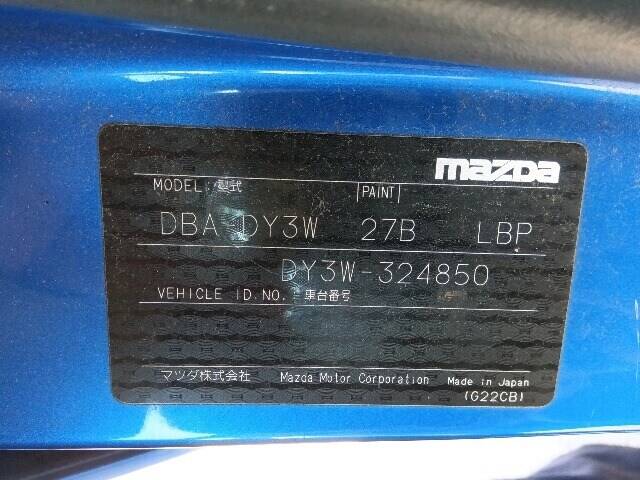 mazda
MODEL: 型式 PAINT
DBA-DY3W 27B LBP
DY3W-324850
VEHICLE ID.NO. 車台番号
マツダ株式会社 Mazda Motor Corporation Made in Japan
(G22CB)